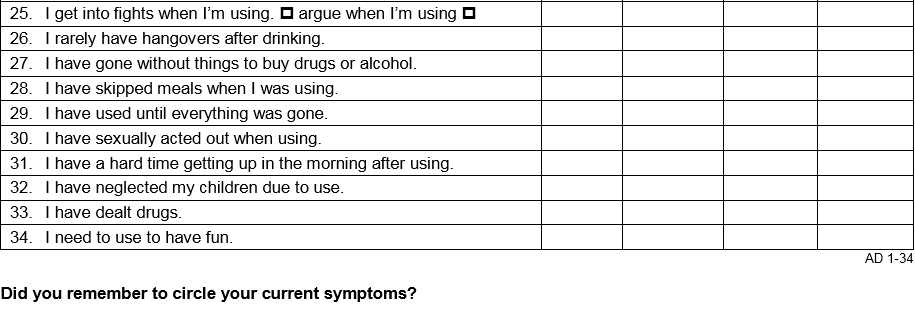 25. I get into fights when I'm using. ☐ argue when I'm using ☐
26. I rarely have hangovers after drinking.
27. I have gone without things to buy drugs or alcohol.
28. I have skipped meals when I was using.
29. I have used until everything was gone.
30. I have sexually acted out when using.
31. I have a hard time getting up in the morning after using.
32. I have neglected my children due to use.
33. I have dealt drugs.
34. I need to use to have fun.
AD 1-34
Did you remember to circle your current symptoms?